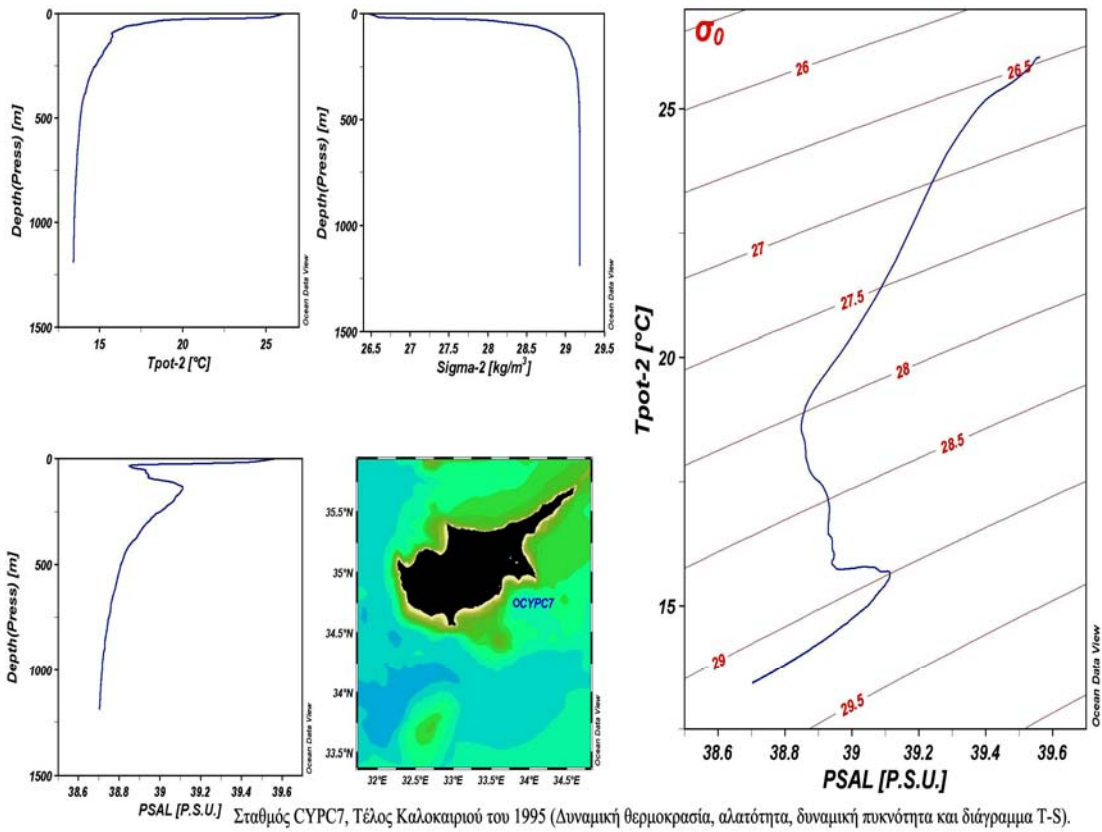 0
500
1000
1500
Depth(Press) [m]
15
20
25
Tpot-2 [°C]
Ocean Data View
0
500
1000
1500
Depth(Press) [m]
26.5
27
27.5
28
28.5
29
29.5
Sigma-2 [kg/m³]
Ocean Data View
σ0
26
26.5
27
27.5
28
28.5
29
29.5
25
20
15
Tpot-2 [°C]
38.6
38.8
39
39.2
39.4
39.6
PSAL [P.S.U.]
Ocean Data View
0
500
1000
1500
Depth(Press) [m]
38.6
38.8
39
39.2
39.4
39.6
PSAL [P.S.U.]
Ocean Data View
35.5°N
35°N
34.5°N
34°N
33.5°N
CYPC7
32°E
32.5°E
33°E
33.5°E
34°E
34.5°E
Ocean Data View
Σταθμός CYPC7, Τέλος Καλοκαιριού του 1995 (Δυναμική θερμοκρασία, αλατότητα, δυναμική πυκνότητα και διάγραμμα T-S).